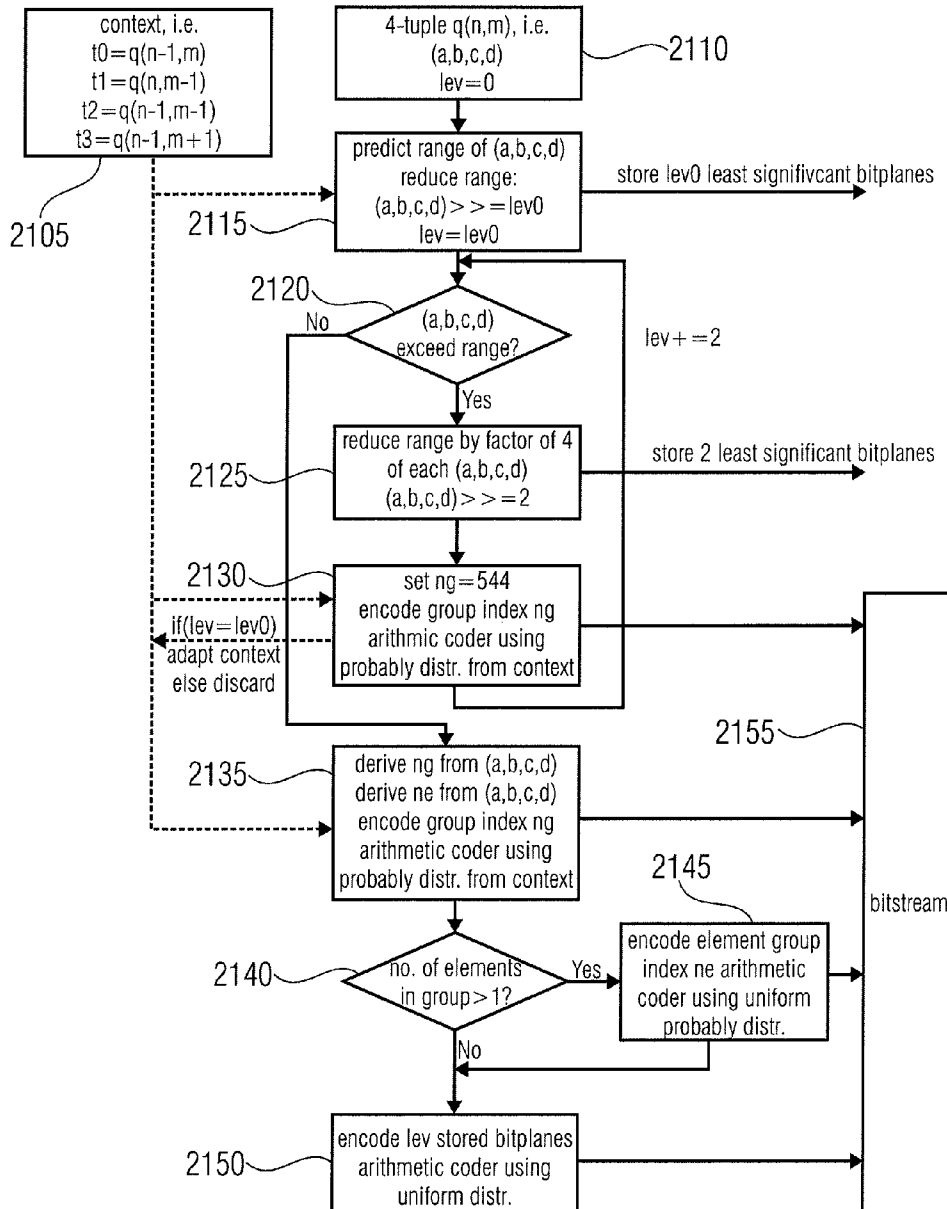 context, i.e.
t0=q(n-1,m)
t1=q(n,m-1)
t2=q(n-1,m-1)
t3=q(n-1,m+1)
2105
4-tuple q(n,m), i.e.
(a,b,c,d)
lev=0
2110
predict range of (a,b,c,d)
reduce range:
(a,b,c,d)>>=lev0
lev=lev0
2115
store lev0 least signifivcant bitplanes
2120
No
(a,b,c,d)
exceed range?
lev+=2
Yes
reduce range by factor of 4
of each (a,b,c,d)
(a,b,c,d)>>=2
2125
store 2 least significant bitplanes
2130
set ng=544
encode group index ng
arithmic coder using
probably distr. from context
if(lev=lev0)
adapt context
else discard
2155
2135
derive ng from (a,b,c,d)
derive ne from (a,b,c,d)
encode group index ng
arithmetic coder using
probably distr. from context
2145
bitstream
2140
no. of elements
in group>1?
Yes
encode element group
index ne arithmetic
coder using uniform
probably distr.
No
2150
encode lev stored bitplanes
arithmetic coder using
uniform distr.